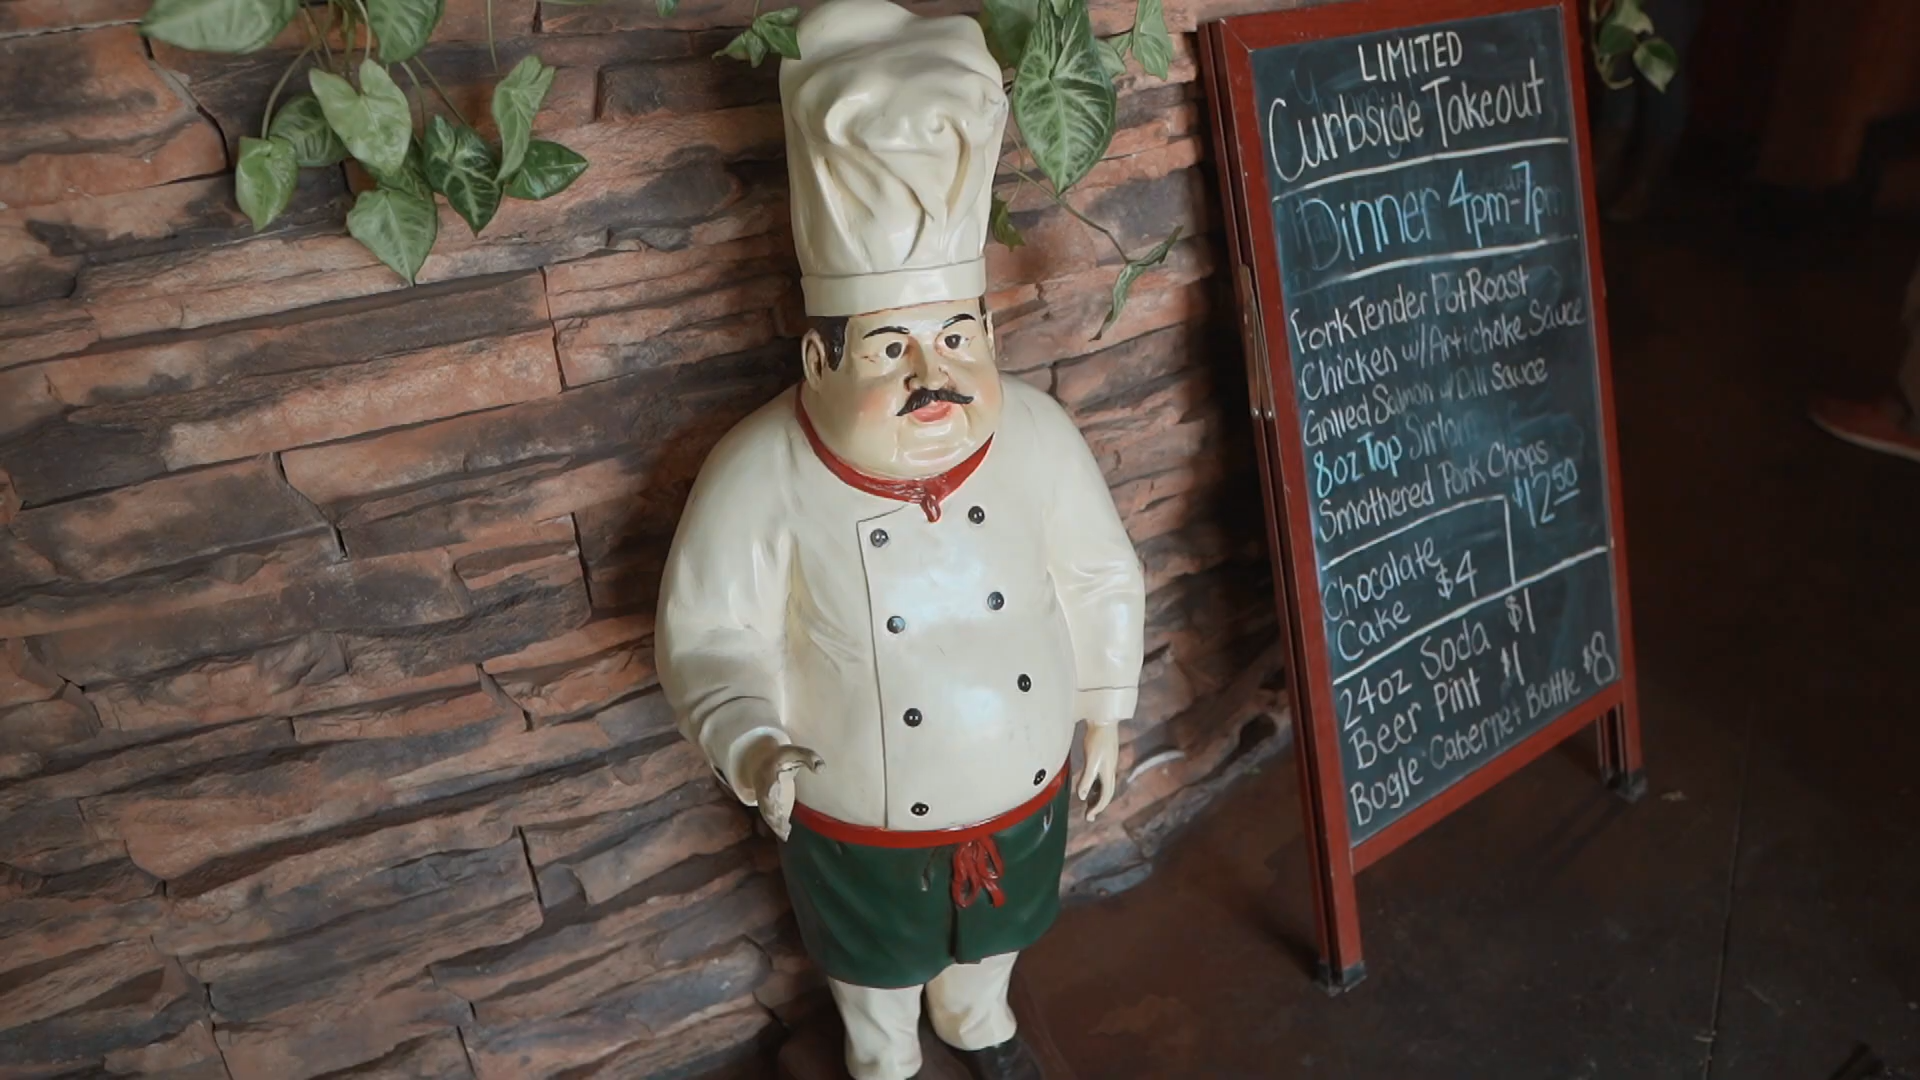 LIMITED
Curbside Takeout
Dinner 4pm-7pm
Fork Tender Pot Roast
Chicken w/Artichoke Sauce
Grilled Salmon w/ Dill Sauce
8oz Top Sirloin
Smothered Pork Chops
$12.50
Chocolate
Cake $4
24oz Soda $1
Beer Pint $1
Bogle Cabernet Bottle $8